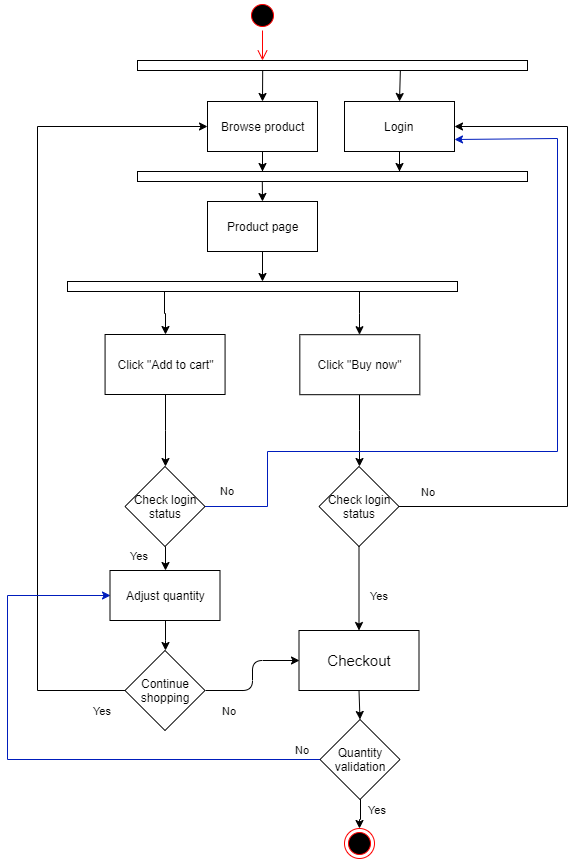 Browse product
Login
Product page
Click "Add to cart"
Click "Buy now"
Check login
status
No
Check login
status
No
Yes
Adjust quantity
Yes
Checkout
Continue
shopping
Yes
No
Quantity
validation
No
Yes